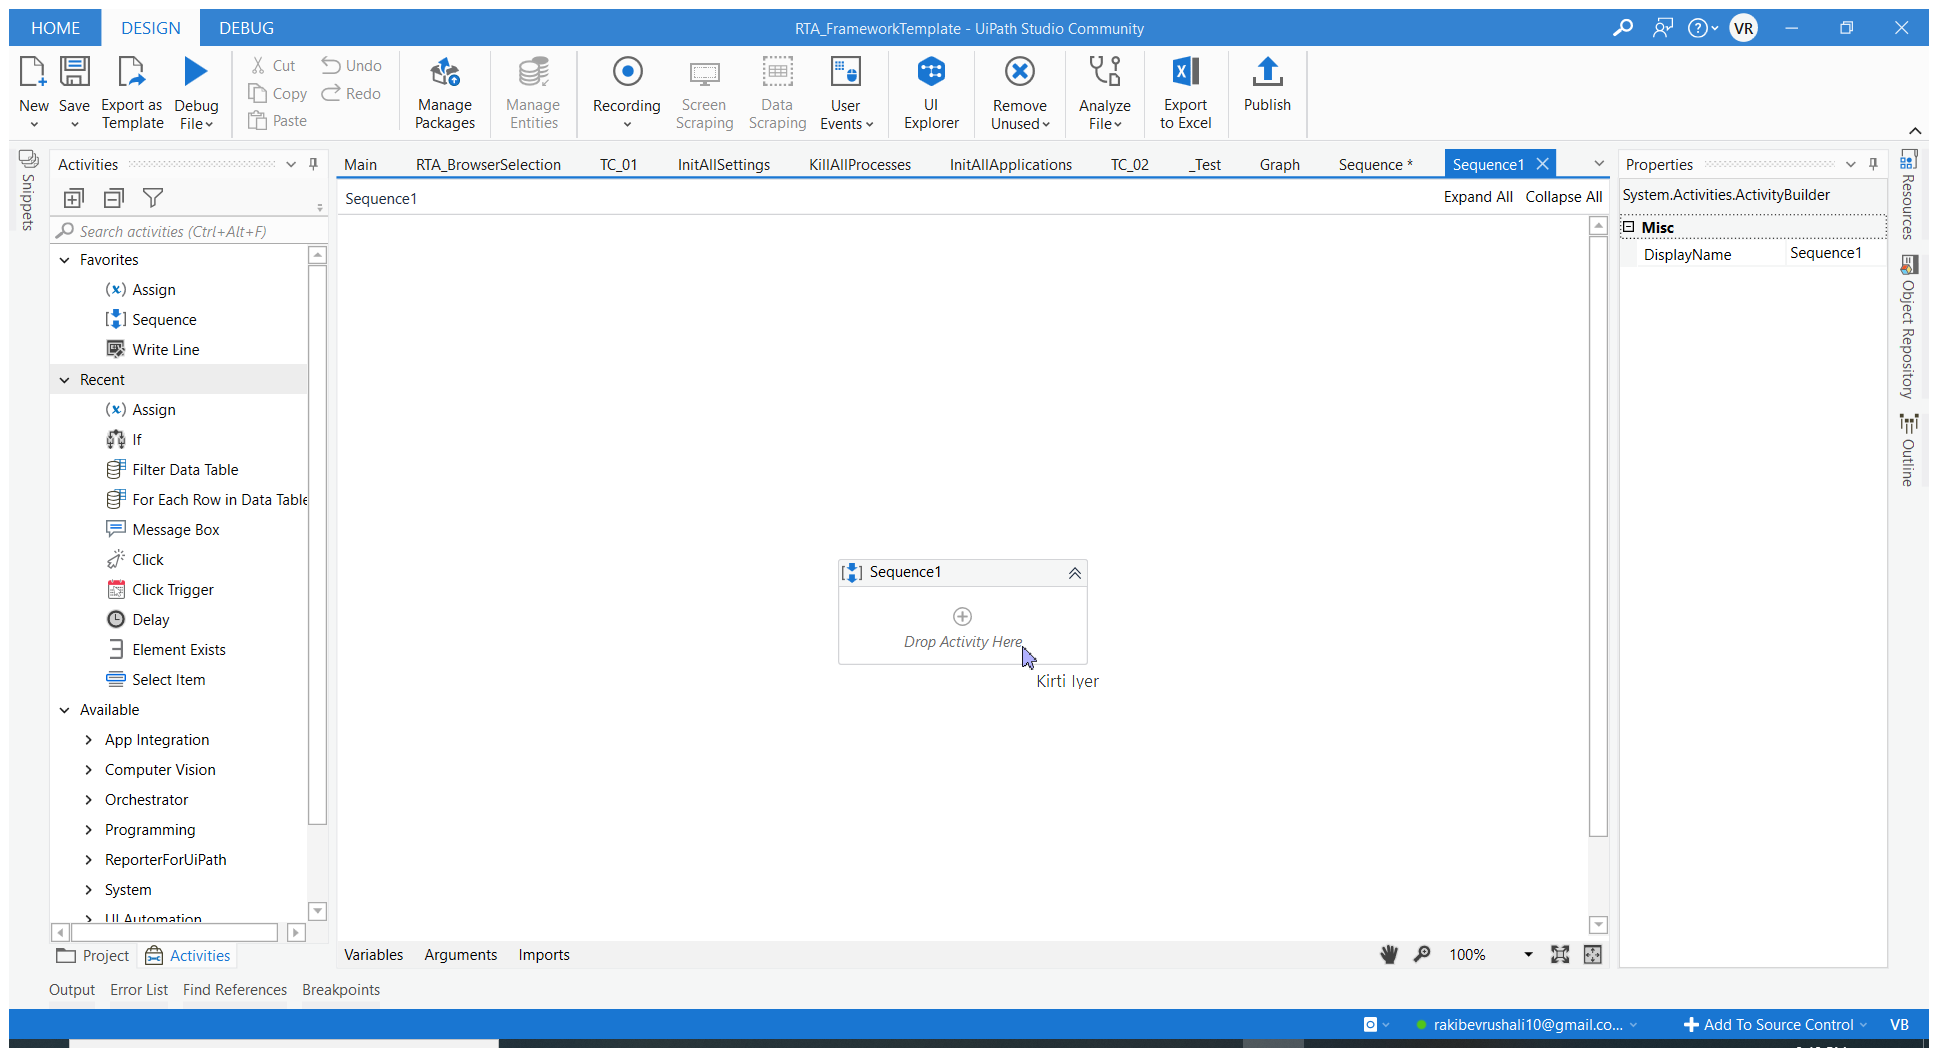 HOME DESIGN DEBUG RTA_FrameworkTemplate - UiPath Studio Community VR
New Save Export as Template Debug File Cut Copy Paste Undo Redo Manage Packages Manage Entities Recording Screen Scraping Data Scraping User Events UI Explorer Remove Unused Analyze File Export to Excel Publish
Snippets
Activities
Search activities (Ctrl+Alt+F)
Favorites
(x) Assign
Sequence
Write Line
Recent
(x) Assign
If
Filter Data Table
For Each Row in Data Table
Message Box
Click
Click Trigger
Delay
Element Exists
Select Item
Available
App Integration
Computer Vision
Orchestrator
Programming
ReporterForUiPath
System
UI Automation
Project Activities
Main RTA_BrowserSelection TC_01 InitAllSettings KillAllProcesses InitAllApplications TC_02 _Test Graph Sequence * Sequence1
Sequence1 Expand All Collapse All
Sequence1
Drop Activity Here
Kirti Iyer
Variables Arguments Imports 100%
Properties
System.Activities.ActivityBuilder
Misc
DisplayName Sequence1
Resources
Object Repository
Outline
Output Error List Find References Breakpoints
rakibevrushali10@gmail.co... Add To Source Control VB